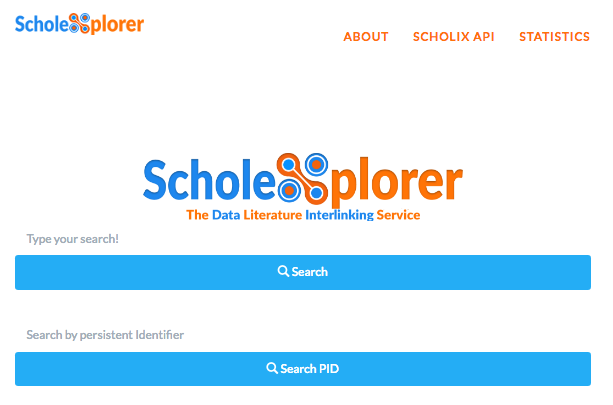 ScholeXplorer
ABOUT SCHOLIX API STATISTICS
ScholeXplorer
The Data Literature Interlinking Service
Type your search!
Search
Search by persistent Identifier
Search PID